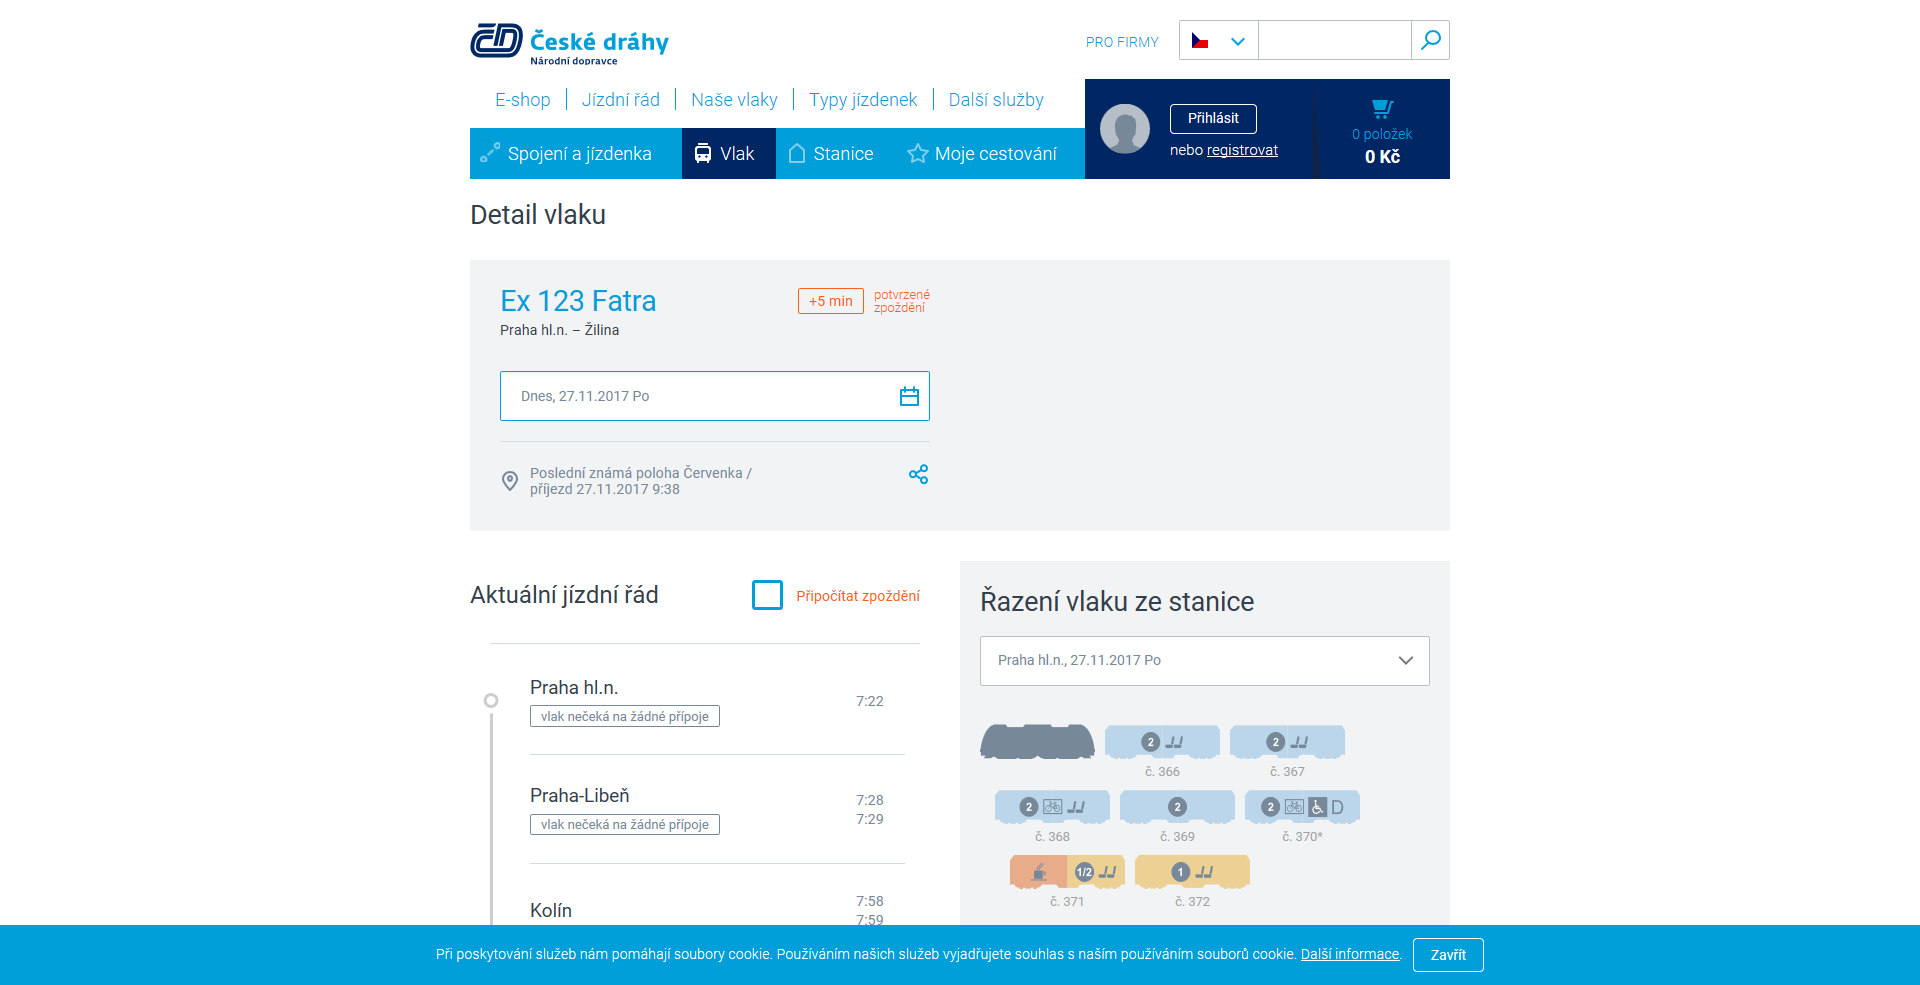 České dráhy
Národní dopravce
PRO FIRMY
E-shop
Jízdní řád
Naše vlaky
Typy jízdenek
Další služby
Spojení a jízdenka
Vlak
Stanice
Moje cestování
Přihlásit
nebo registrovat
0 položek
0 Kč
Detail vlaku
Ex 123 Fatra
Praha hl.n. – Žilina
+5 min
potvrzené
zpoždění
Dnes, 27.11.2017 Po
Poslední známá poloha Červenka /
příjezd 27.11.2017 9:38
Aktuální jízdní řád
Připočítat zpoždění
Praha hl.n.
vlak nečeká na žádné přípoje
7:22
Praha-Libeň
vlak nečeká na žádné přípoje
7:28
7:29
Kolín
7:58
7:59
Řazení vlaku ze stanice
Praha hl.n., 27.11.2017 Po
2
2
č. 366
č. 367
2
2
2 D
č. 368
č. 369
č. 370*
1/2
1
č. 371
č. 372
Při poskytování služeb nám pomáhají soubory cookie. Používáním našich služeb vyjadřujete souhlas s naším používáním souborů cookie. Další informace.
Zavřít